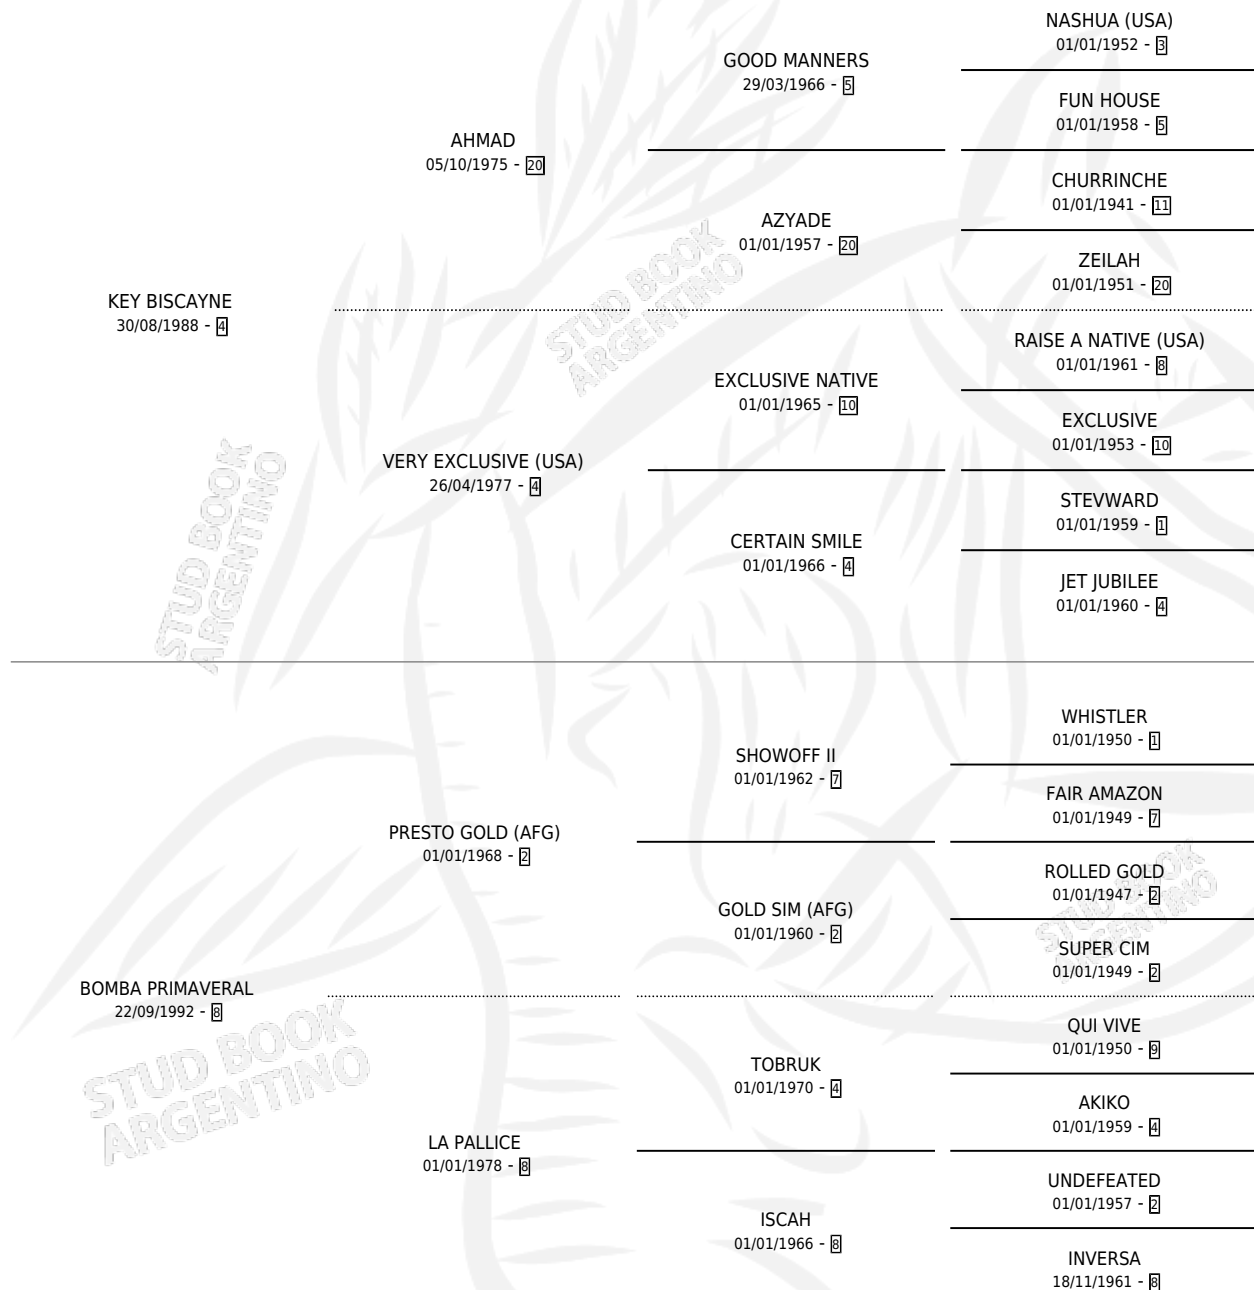 NASHUA (USA)
01/01/1952 - 3
GOOD MANNERS
29/03/1966 - 5
FUN HOUSE
01/01/1958 - 5
AHMAD
05/10/1975 - 20
CHURRINCHE
01/01/1941 - 11
AZYADE
01/01/1957 - 20
ZEILAH
01/01/1951 - 20
KEY BISCAYNE
30/08/1988 - 4
RAISE A NATIVE (USA)
01/01/1961 - 8
EXCLUSIVE NATIVE
01/01/1965 - 10
EXCLUSIVE
01/01/1953 - 10
VERY EXCLUSIVE (USA)
26/04/1977 - 4
STEVWARD
01/01/1959 - 1
CERTAIN SMILE
01/01/1966 - 4
JET JUBILEE
01/01/1960 - 4
WHISTLER
01/01/1950 - 1
SHOWOFF II
01/01/1962 - 7
FAIR AMAZON
01/01/1949 - 7
PRESTO GOLD (AFG)
01/01/1968 - 2
ROLLED GOLD
01/01/1947 - 2
GOLD SIM (AFG)
01/01/1960 - 2
SUPER CIM
01/01/1949 - 2
BOMBA PRIMAVERAL
22/09/1992 - 8
QUI VIVE
01/01/1950 - 9
TOBRUK
01/01/1970 - 4
AKIKO
01/01/1959 - 4
LA PALLICE
01/01/1978 - 8
UNDEFEATED
01/01/1957 - 2
ISCAH
01/01/1966 - 8
INVERSA
18/11/1961 - 8
STUD BOOK
ARGENTINO
STUD BOOK
ARGENTINO
STUD BOOK
ARGENTINO
STUD BOOK
ARGENTINO